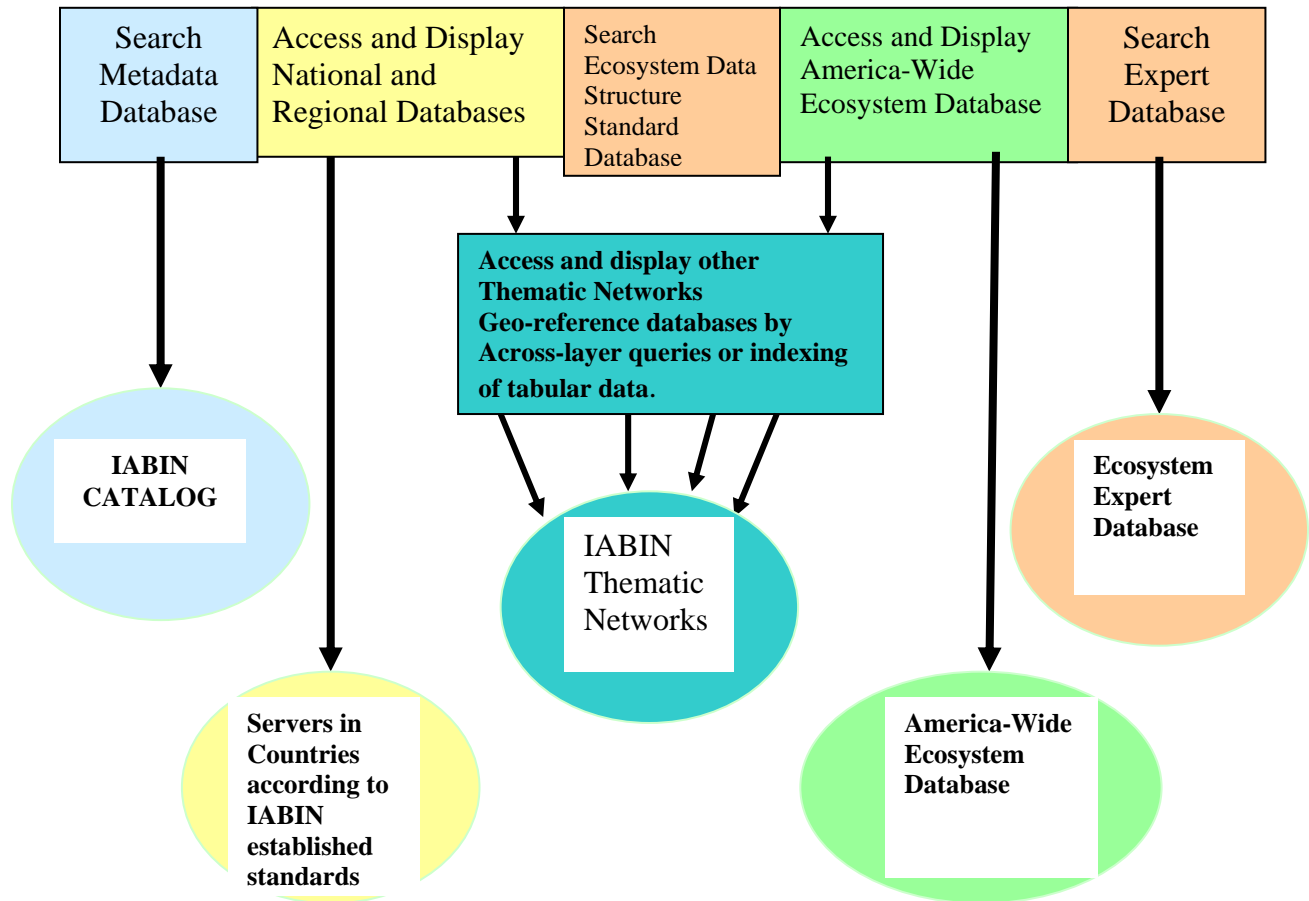 Search
Metadata
Database
Access and Display
National and
Regional Databases
Search
Ecosystem Data
Structure
Standard
Database
Access and Display
America-Wide
Ecosystem Database
Search
Expert
Database
Access and display other
Thematic Networks
Geo-reference databases by
Across-layer queries or indexing
of tabular data.
IABIN
CATALOG
Ecosystem
Expert
Database
IABIN
Thematic
Networks
Servers in
Countries
according to
IABIN
established
standards
America-Wide
Ecosystem
Database